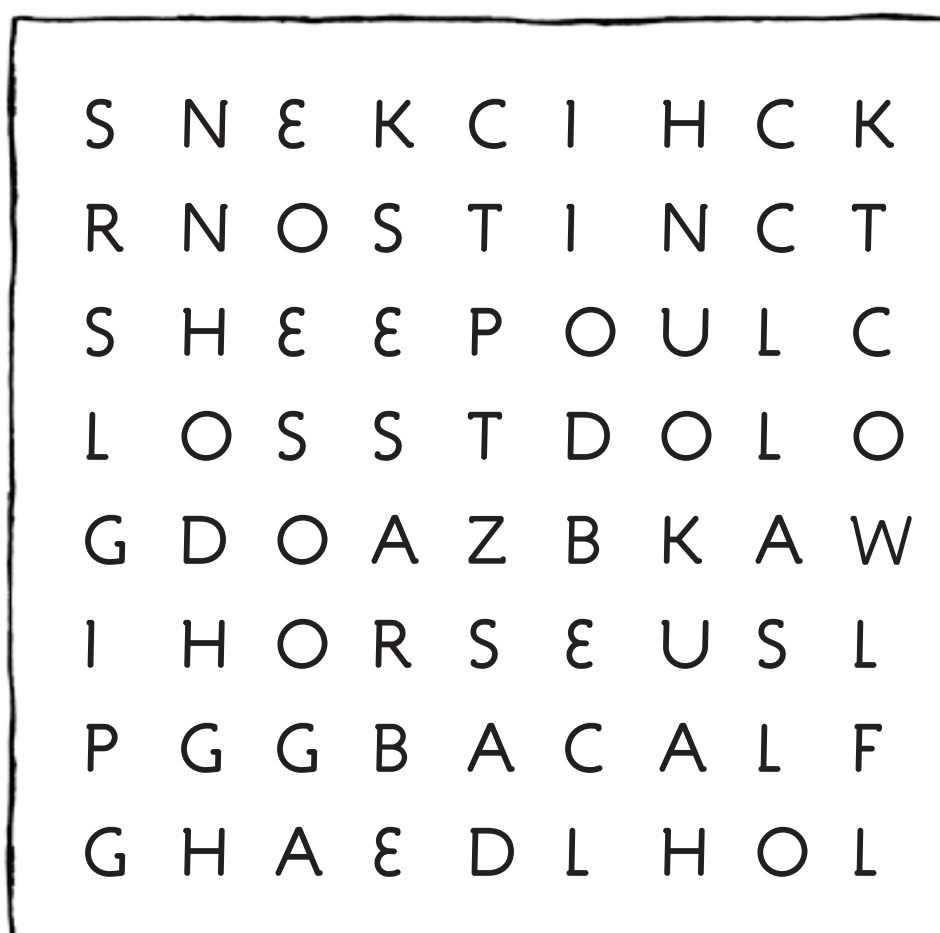 S N E K C I H C K
R N O S T I N C T
S H E E P O U L C
L O S S T D O L O
G D O A Z B K A W
I H O R S E U S L
P G G B A C A L F
G H A E D L H O L